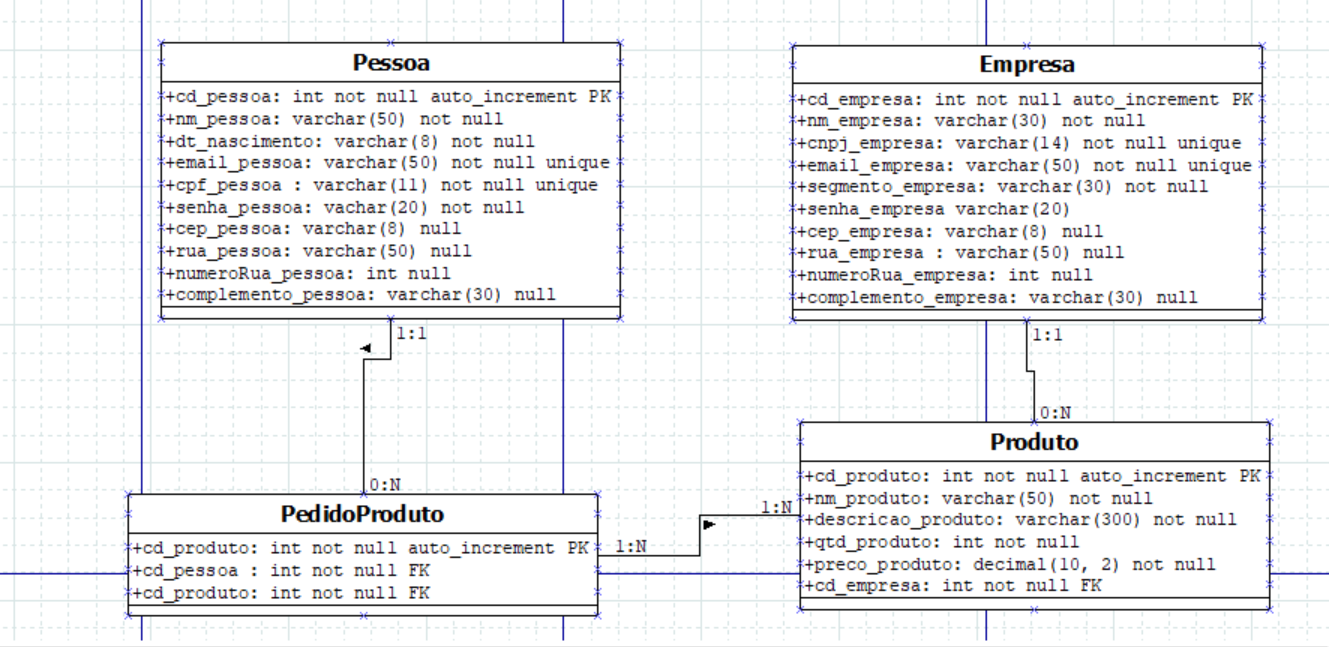 Pessoa
+cd_pessoa: int not null auto_increment PK
+nm_pessoa: varchar(50) not null
+dt_nascimento: varchar(8) not null
+email_pessoa: varchar(50) not null unique
+cpf_pessoa : varchar(11) not null unique
+senha_pessoa: vachar(20) not null
+cep_pessoa: varchar(8) null
+rua_pessoa: varchar(50) null
+numeroRua_pessoa: int null
+complemento_pessoa: varchar(30) null
1:1
0:N
Empresa
+cd_empresa: int not null auto_increment PK
+nm_empresa: varchar(30) not null
+cnpj_empresa: varchar(14) not null unique
+email_empresa: varchar(50) not null unique
+segmento_empresa: varchar(30) not null
+senha_empresa varchar(20)
+cep_empresa: varchar(8) null
+rua_empresa : varchar(50) null
+numeroRua_empresa: int null
+complemento_empresa: varchar(30) null
1:1
0:N
PedidoProduto
+cd_produto: int not null auto_increment PK
+cd_pessoa : int not null FK
+cd_produto: int not null FK
1:N
1:N
Produto
+cd_produto: int not null auto_increment PK
+nm_produto: varchar(50) not null
+descricao_produto: varchar(300) not null
+qtd_produto: int not null
+preco_produto: decimal(10, 2) not null
+cd_empresa: int not null FK